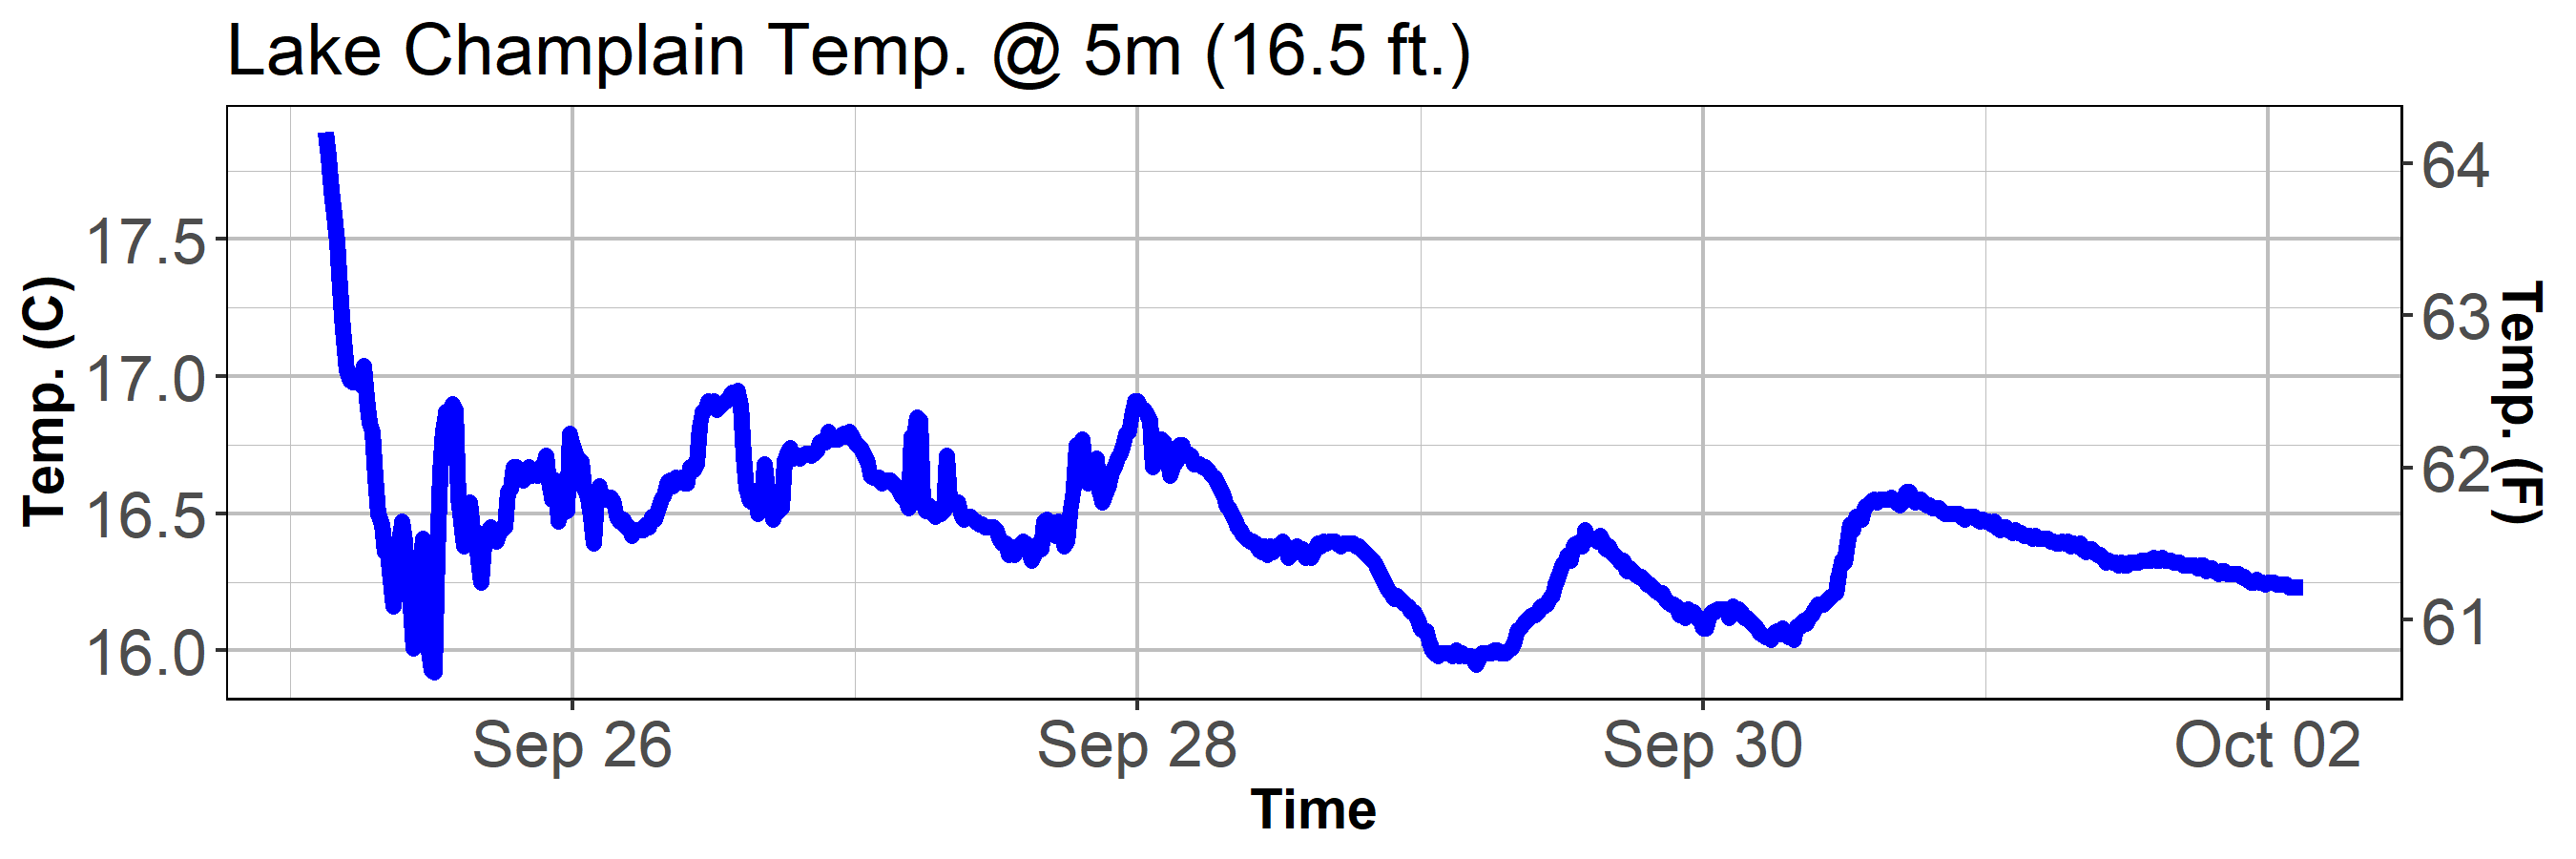 Lake Champlain Temp. @ 5m (16.5 ft.)
Temp. (C)
17.5
17.0
16.5
16.0
64
63
62
61
Temp. (F)
Sep 26 Sep 28 Sep 30 Oct 02
Time